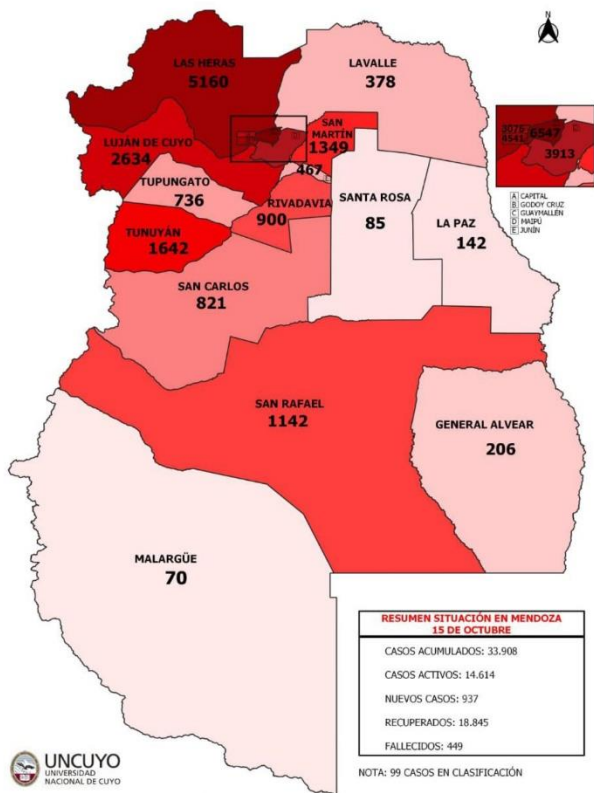 N
LAS HERAS
5160
LAVALLE
378
SAN
MARTÍN
1349
LUJÁN DE CUYO
2634
467
TUPUNGATO
736
RIVADAVIA
900
SANTA ROSA
85
LA PAZ
142
TUNUYÁN
1642
SAN CARLOS
821
6547
3913
A CAPITAL
B GODOY CRUZ
C GUAYMALLÉN
D MAIPÚ
E JUNÍN
SAN RAFAEL
1142
GENERAL ALVEAR
206
MALARGÜE
70
RESUMEN SITUACIÓN EN MENDOZA
15 DE OCTUBRE
CASOS ACUMULADOS: 33.908
CASOS ACTIVOS: 14.614
NUEVOS CASOS: 937
RECUPERADOS: 18.845
FALLECIDOS: 449
NOTA: 99 CASOS EN CLASIFICACIÓN
UNCUYO
UNIVERSIDAD
NACIONAL DE CUYO